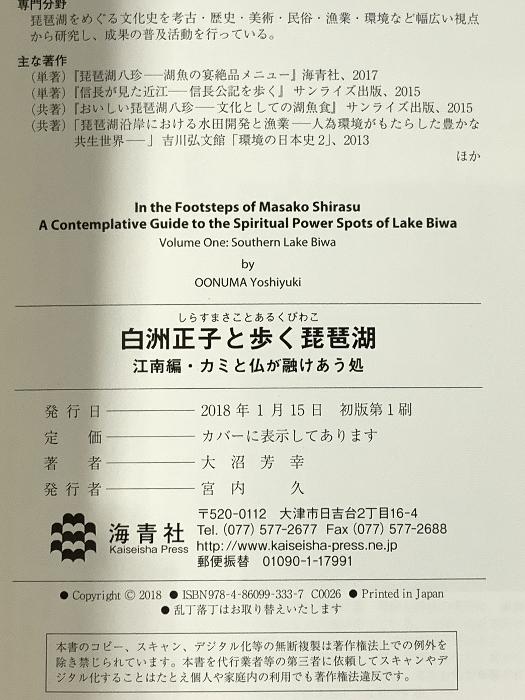 専門分野
琵琶湖をめぐる文化史を考古・歴史・美術・民俗・漁業・環境など幅広い視点
から研究し、成果の普及活動を行っている。
主な著作
（単著）『琵琶湖八珍——湖魚の宴絶品メニュー』海青社、2017
（単著）『信長が見た近江——信長公記を歩く』 サンライズ出版、2015
（共著）『おいしい琵琶湖八珍——文化としての湖魚食』 サンライズ出版、2015
（共著）「琵琶湖沿岸における水田開発と漁業——人為環境がもたらした豊かな
共生世界——」 吉川弘文館「環境の日本史２」、2013
ほか
In the Footsteps of Masako Shirasu
A Contemplative Guide to the Spiritual Power Spots of Lake Biwa
Volume One: Southern Lake Biwa
by
OONUMA Yoshiyuki
しらすまさことあるくびわこ
白洲正子と歩く琵琶湖
江南編・カミと仏が融けあう処
発行日————2018年1月15日 初版第1刷
定価————カバーに表示してあります
著者————大沼芳幸
発行者————宮内 久
海青社
Kaiseisha Press
〒520-0112 大津市日吉台2丁目16-4
Tel. (077) 577-2677 Fax (077) 577-2688
http://www.kaiseisha-press.ne.jp
郵便振替 01090-1-17991
● Copyright © 2018 ● ISBN978-4-86099-333-7 C0026 ● Printed in Japan
● 乱丁落丁はお取り替えいたします
本書のコピー、スキャン、デジタル化等の無断複製は著作権法上での例外を
除き禁じられています。本書を代行業者等の第三者に依頼してスキャンやデ
ジタル化することはたとえ個人や家庭内の利用でも著作権法違反です。